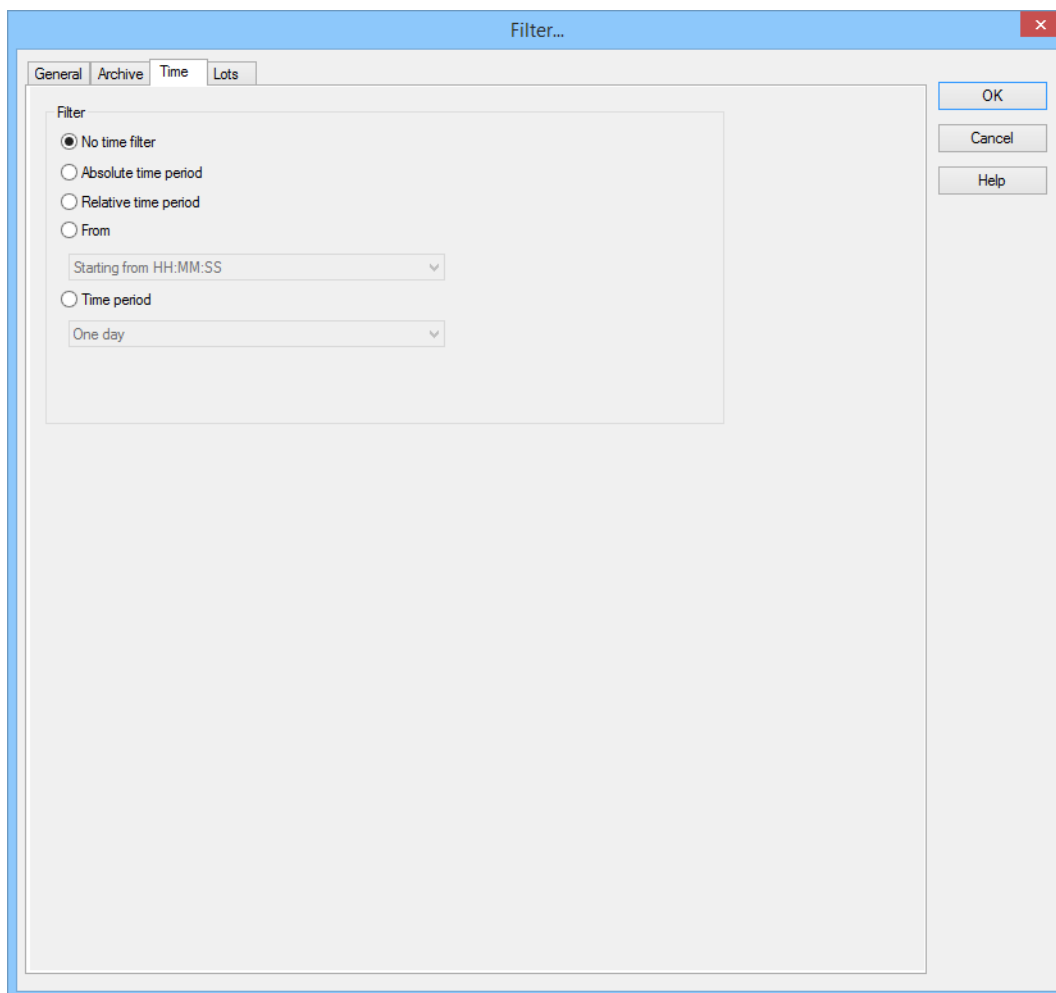 Filter...
General Archive Time Lots
OK
Cancel
Help
Filter
No time filter
Absolute time period
Relative time period
From
Starting from HH:MM:SS
Time period
One day